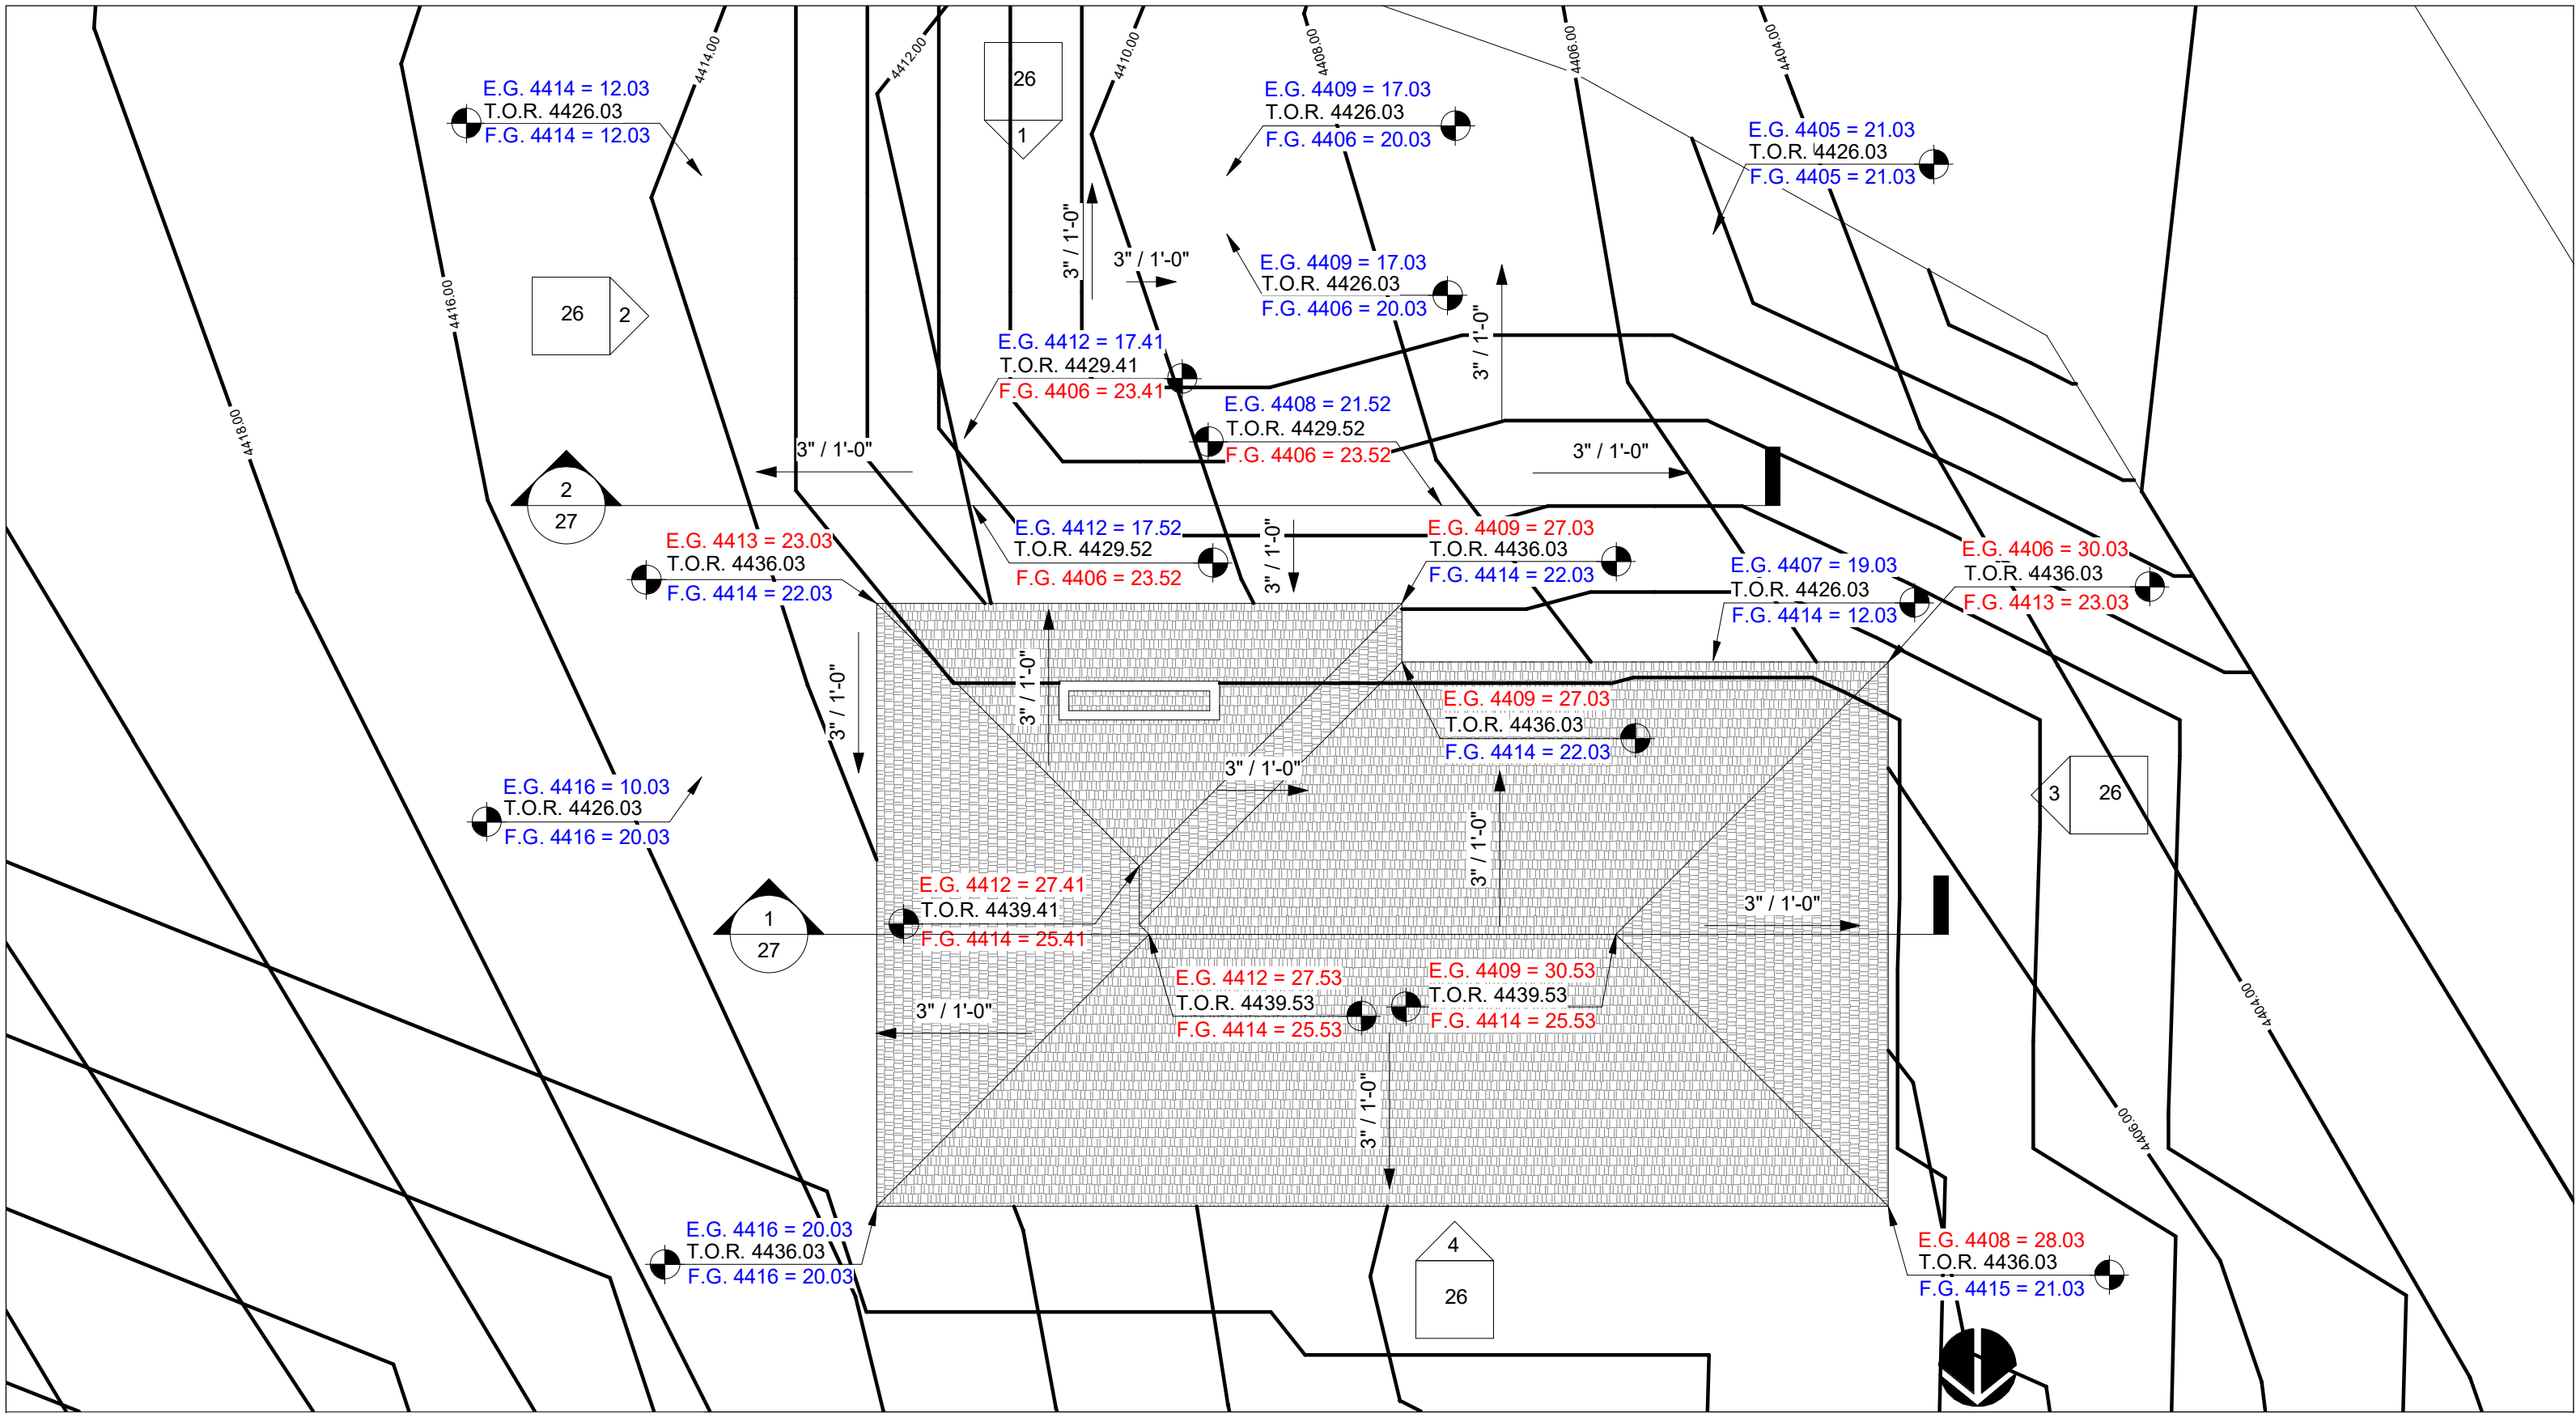 4414.00
4412.00
4410.00
4408.00
4406.00
4404.00
E.G. 4414 = 12.03
T.O.R. 4426.03
F.G. 4414 = 12.03
26
1
E.G. 4409 = 17.03
T.O.R. 4426.03
F.G. 4406 = 20.03
E.G. 4405 = 21.03
T.O.R. 4426.03
F.G. 4405 = 21.03
3" / 1'-0"
3" / 1'-0"
E.G. 4409 = 17.03
T.O.R. 4426.03
F.G. 4406 = 20.03
26
2
4416.00
3" / 1'-0"
E.G. 4412 = 17.41
T.O.R. 4429.41
F.G. 4406 = 23.41
4418.00
E.G. 4408 = 21.52
T.O.R. 4429.52
F.G. 4406 = 23.52
3" / 1'-0"
3" / 1'-0"
2
27
E.G. 4412 = 17.52
T.O.R. 4429.52
F.G. 4406 = 23.52
3" / 1'-0"
E.G. 4409 = 27.03
T.O.R. 4436.03
F.G. 4414 = 22.03
E.G. 4413 = 23.03
T.O.R. 4436.03
F.G. 4414 = 22.03
E.G. 4407 = 19.03
T.O.R. 4426.03
F.G. 4414 = 12.03
E.G. 4406 = 30.03
T.O.R. 4436.03
F.G. 4413 = 23.03
3" / 1'-0"
3" / 1'-0"
E.G. 4409 = 27.03
T.O.R. 4436.03
F.G. 4414 = 22.03
3" / 1'-0"
E.G. 4416 = 10.03
T.O.R. 4426.03
F.G. 4416 = 20.03
3
26
3" / 1'-0"
E.G. 4412 = 27.41
T.O.R. 4439.41
F.G. 4414 = 25.41
1
27
3" / 1'-0"
E.G. 4412 = 27.53
T.O.R. 4439.53
F.G. 4414 = 25.53
E.G. 4409 = 30.53
T.O.R. 4439.53
F.G. 4414 = 25.53
3" / 1'-0"
4404.00
3" / 1'-0"
4406.00
E.G. 4416 = 20.03
T.O.R. 4436.03
F.G. 4416 = 20.03
4
26
E.G. 4408 = 28.03
T.O.R. 4436.03
F.G. 4415 = 21.03